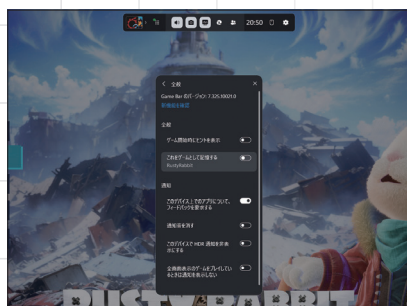 20:50
全般
Game Bar のバージョン: 7.325.10021.0
新機能を確認
全般
ゲーム開始時にヒントを表示
これをゲームとして記憶する
RustyRabbit
通知
このデバイス上でのアプリについて、
フィードバックを要求する
通知音を消す
このデバイスで HDR 通知を非表
示にする
全画面表示のゲームをプレイしてい
るときは通知を表示しない
RUSTY RABBIT